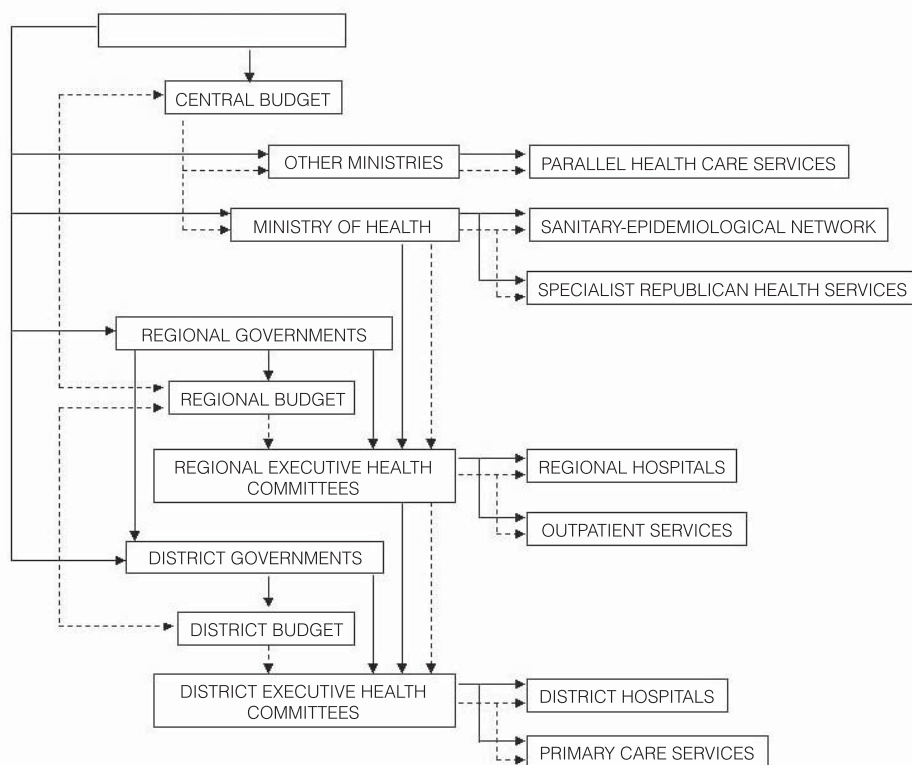 CENTRAL BUDGET
OTHER MINISTRIES
PARALLEL HEALTH CARE SERVICES
MINISTRY OF HEALTH
SANITARY-EPIDEMIOLOGICAL NETWORK
SPECIALIST REPUBLICAN HEALTH SERVICES
REGIONAL GOVERNMENTS
REGIONAL BUDGET
REGIONAL EXECUTIVE HEALTH
COMMITTEES
REGIONAL HOSPITALS
OUTPATIENT SERVICES
DISTRICT GOVERNMENTS
DISTRICT BUDGET
DISTRICT EXECUTIVE HEALTH
COMMITTEES
DISTRICT HOSPITALS
PRIMARY CARE SERVICES